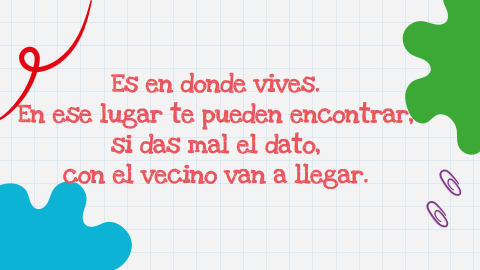 Es en donde vives.
En ese lugar te pueden encontrar,
si das mal el dato,
con el vecino van a llegar.